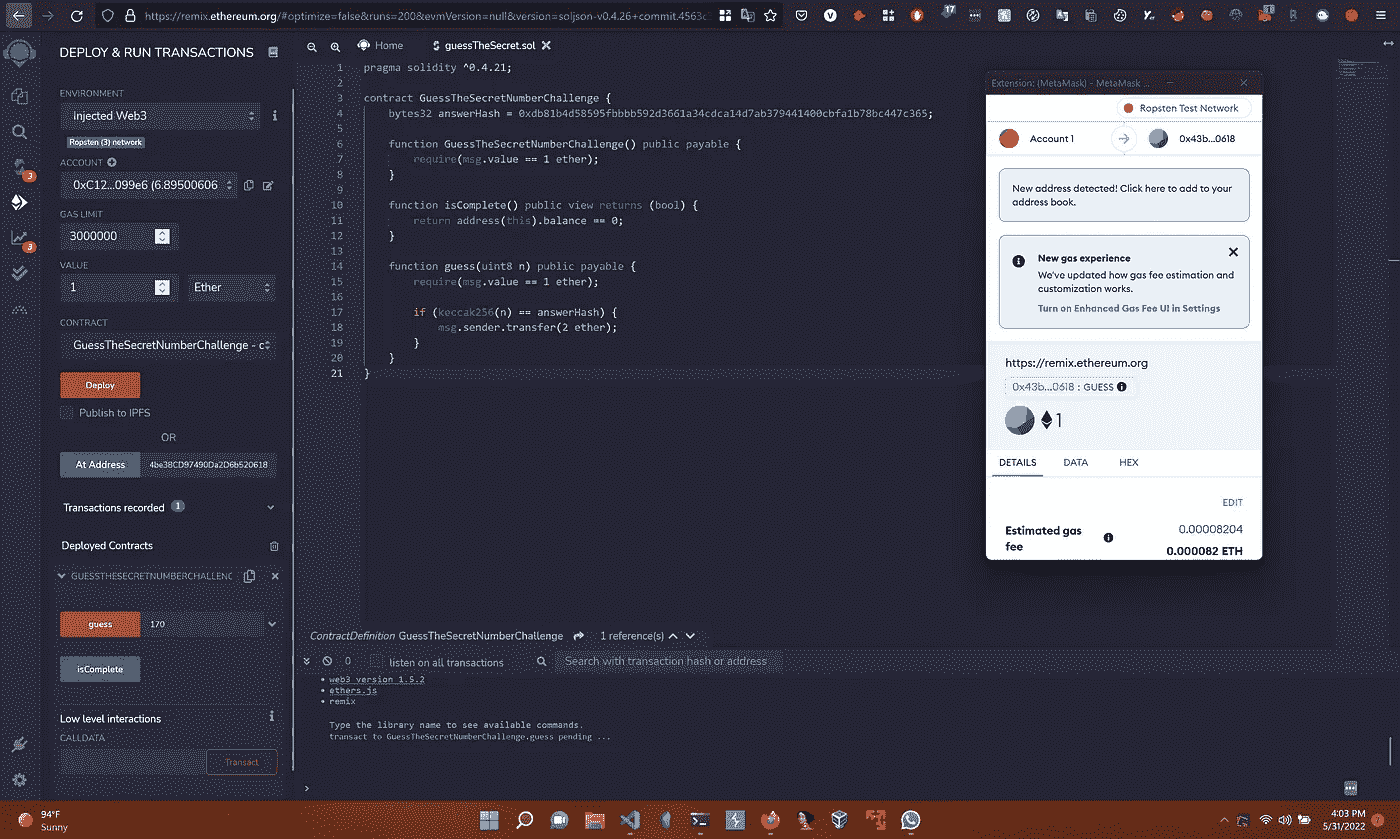 https://remix.ethereum.org/#optimize=false&runs=200&evmVersion=null&version=soljson-v0.4.26+commit.4563c
17
DEPLOY & RUN TRANSACTIONS
ENVIRONMENT
Injected Web3
Ropsten (3) network
ACCOUNT
0xC12...099e6 (6.89500606
GAS LIMIT
3000000
VALUE
1
Ether
CONTRACT
GuessTheSecretNumberChallenge - c
Deploy
Publish to IPFS
OR
At Address
4be38CD97490Da2D6b520618
Transactions recorded 1
Deployed Contracts
GUESSTHESECRETNUMBERCHALLENG
guess
170
isComplete
Low level interactions
CALLDATA
Transact
3
3
Home
guessTheSecret.sol
1 pragma solidity ^0.4.21;
2
3 contract GuessTheSecretNumberChallenge {
4 bytes32 answerHash = 0xdb81b4d58595fbbbb592d3661a34cdca14d7ab379441400cbfa1b78bc447c365;
5
6 function GuessTheSecretNumberChallenge() public payable {
7 require(msg.value == 1 ether);
8 }
9
10 function isComplete() public view returns (bool) {
11 return address(this).balance == 0;
12 }
13
14 function guess(uint8 n) public payable {
15 require(msg.value == 1 ether);
16
17 if (keccak256(n) == answerHash) {
18 msg.sender.transfer(2 ether);
19 }
20 }
21 }
ContractDefinition GuessTheSecretNumberChallenge
1 reference(s)
0
listen on all transactions
Search with transaction hash or address
• web3 version 1.5.2
• ethers.js
• remix
Type the library name to see available commands.
transact to GuessTheSecretNumberChallenge.guess pending ...
>
Extension: (MetaMask) - MetaMask ...
Ropsten Test Network
Account 1
0x43b...0618
New address detected! Click here to add to your
address book.
New gas experience
We've updated how gas fee estimation and
customization works.
Turn on Enhanced Gas Fee UI in Settings
https://remix.ethereum.org
0x43b...0618 : GUESS
1
DETAILS
DATA
HEX
EDIT
Estimated gas
fee
0.00008204
0.000082 ETH
94°F
Sunny
4:03 PM
5/31/2022